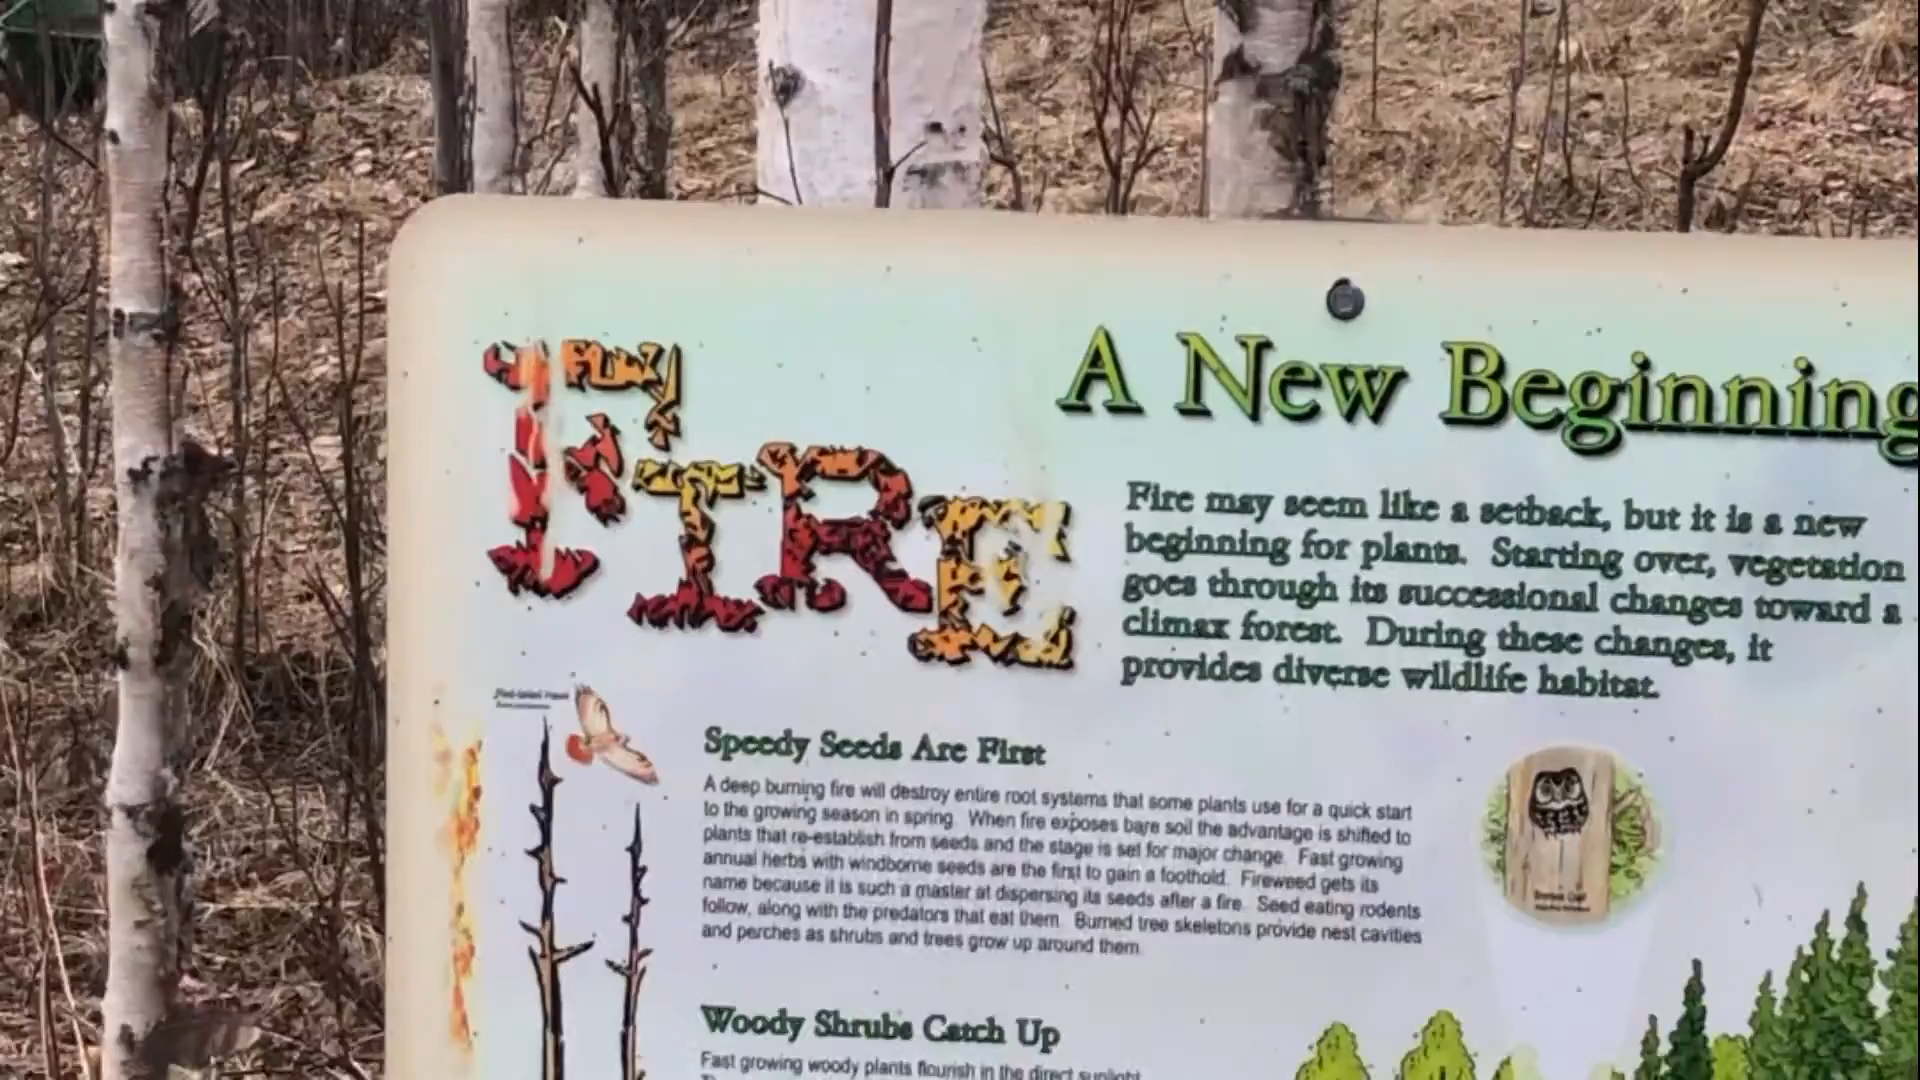 FIRE
A New Beginning
Fire may seem like a setback, but it is a new
beginning for plants. Starting over, vegetation
goes through its successional changes toward a
climax forest. During these changes, it
provides diverse wildlife habitat.
Speedy Seeds Are First
A deep burning fire will destroy entire root systems that some plants use for a quick start
to the growing season in spring. When fire exposes bare soil the advantage is shifted to
plants that re-establish from seeds and the stage is set for major change. Fast growing
annual herbs with windborne seeds are the first to gain a foothold. Fireweed gets its
name because it is such a master at dispersing its seeds after a fire. Seed eating rodents
follow, along with the predators that eat them. Burned tree skeletons provide nest cavities
and perches as shrubs and trees grow up around them.
Woody Shrubs Catch Up
Fast growing woody plants flourish in the direct sunlight